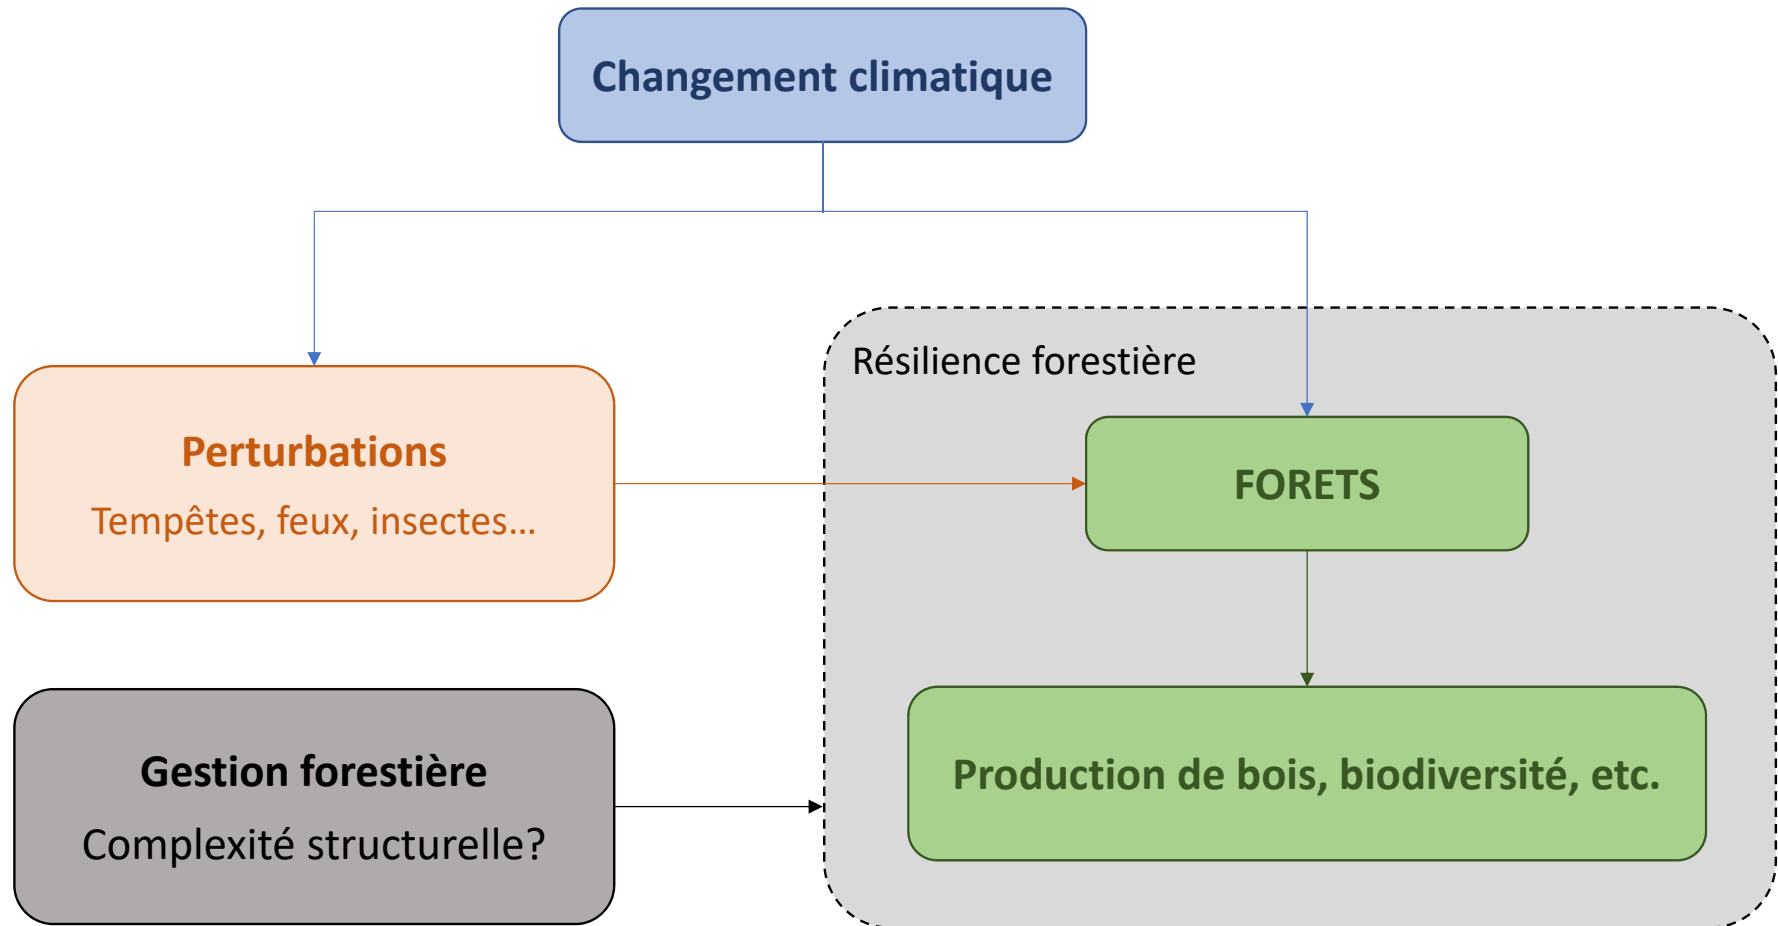 Changement climatique
Résilience forestière
Perturbations
Tempêtes, feux, insectes…
FORETS
Gestion forestière
Complexité structurelle?
Production de bois, biodiversité, etc.